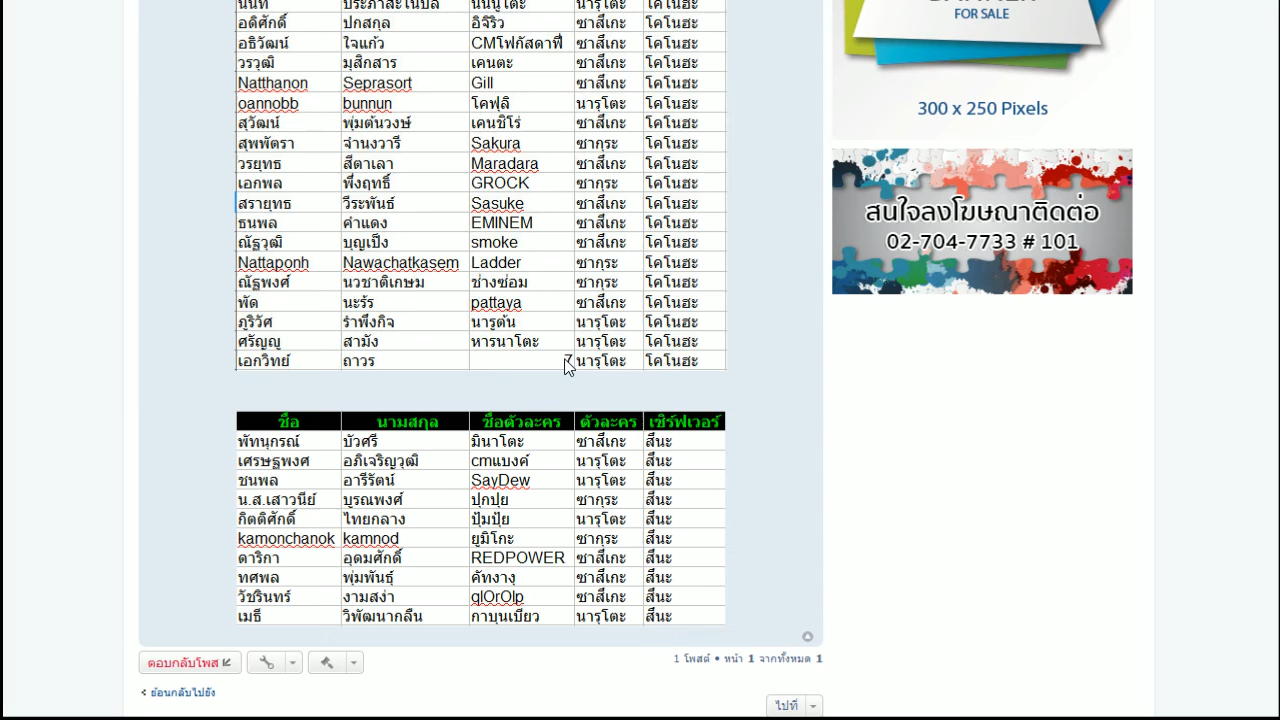 นนท ประภาสะโนบล นนนูโตะ นารุโตะ โคโนฮะ
อดิศักดิ์ ปกสกุล อิจิริว ซาสึเกะ โคโนฮะ
อธิวัฒน์ ใจแก้ว CMโฟกัสดาฟี่ ซาสึเกะ โคโนฮะ
วรวุฒิ มุสิกสาร เคนตะ ซาสึเกะ โคโนฮะ
Natthanon Seprasort Gill ซาสึเกะ โคโนฮะ
oannobb bunnun โคฟุลิ นารุโตะ โคโนฮะ
สุวัฒน์ พุ่มต้นวงษ์ เคนชิโร่ ซาสึเกะ โคโนฮะ
สุพพัตรา จำนงวารี Sakura ซากุระ โคโนฮะ
วรยุทธ สีดาเลา Maradara ซาสึเกะ โคโนฮะ
เอกพล พึ่งฤทธิ์ GROCK ซากุระ โคโนฮะ
สรายุทธ วีระพันธ์ Sasuke ซาสึเกะ โคโนฮะ
ธนพล คำแดง EMINEM ซาสึเกะ โคโนฮะ
ณัฐวุฒิ บุญเป็ง smoke ซาสึเกะ โคโนฮะ
Nattaponh Nawachatkasem Ladder ซากุระ โคโนฮะ
ณัฐพงศ์ นวชาติเกษม ช่างซ่อม ซากุระ โคโนฮะ
พัด นะรัร pattaya ซาสึเกะ โคโนฮะ
ภูริวัศ รำพึงกิจ นารูต้น นารุโตะ โคโนฮะ
ศรัญญู สามัง หารนาโตะ นารุโตะ โคโนฮะ
เอกวิทย์ ถาวร 7 นารุโตะ โคโนฮะ
ชื่อ นามสกุล ชื่อตัวละคร ตัวละคร เซิร์ฟเวอร์
พัทนุกรณ์ บัวศรี มินาโตะ ซาสึเกะ สึนะ
เศรษฐพงศ อภิเจริญวุฒิ cmแบงค์ นารุโตะ สึนะ
ชนพล อารีรัตน์ SayDew นารุโตะ สึนะ
น.ส.เสาวนีย์ บูรณพงศ์ ปุกปุย ซากุระ สึนะ
กิตติศักดิ์ ไทยกลาง ปุ้มปุ้ย นารุโตะ สึนะ
kamonchanok kamnod ยูมิโกะ ซากุระ สึนะ
ดาริกา อุดมศักดิ์ REDPOWER ซาสึเกะ สึนะ
ทศพล พุ่มพันธุ์ คัทงางุ ซาสึเกะ สึนะ
วัชรินทร์ งามสง่า qlOrOlp ซาสึเกะ สึนะ
เมธี วิพัฒนากลืน กาบุนเบียว นารุโตะ สึนะ
ตอบกลับโพส
1 โพสต์ • หน้า 1 จากทั้งหมด 1
ย้อนกลับไปยัง
ไปที่
FOR SALE
300 x 250 Pixels
สนใจลงโฆษณาติดต่อ
02-704-7733 # 101